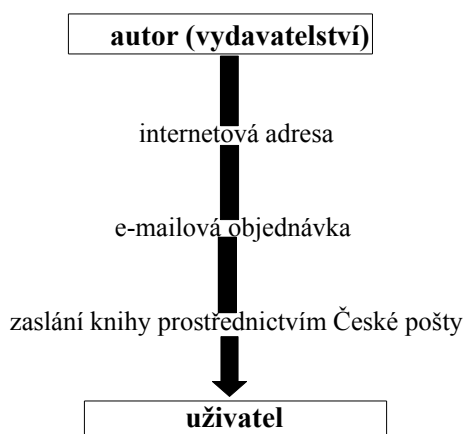 autor (vydavatelství)
internetová adresa
e-mailová objednávka
zaslání knihy prostřednictvím České pošty
uživatel